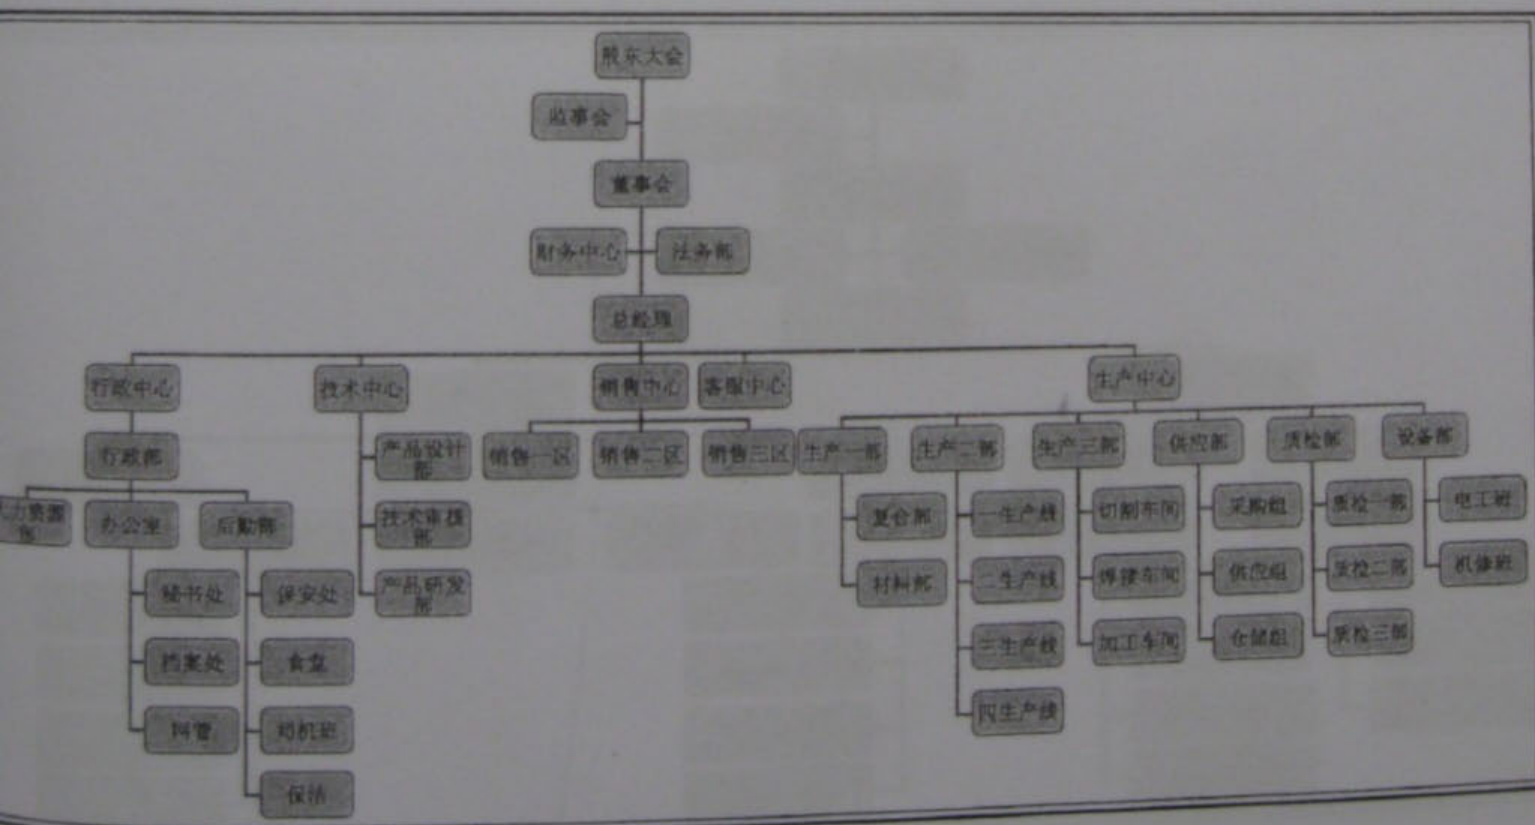 股东大会
监事会
董事会
财务中心 法务部
总经理
行政中心 技术中心 销售中心 客服中心 生产中心
行政部 产品设计部 销售一区 销售二区 销售三区 生产一部 生产二部 生产三部 供应部 质检部 设备部
人力资源部 办公室 后勤部 技术审核部 复合部 一生产线 切割车间 采购组 质检一部 电工班
秘书处 保安处 产品研发部 材料部 二生产线 焊接车间 供应组 质检二部 机修班
档案处 食堂 三生产线 加工车间 仓储组 质检三部
网管 司机班 四生产线
保洁